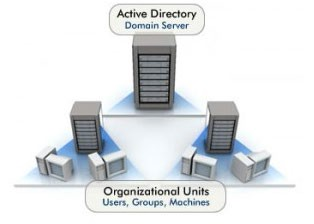 Active Directory
Domain Server
Organizational Units
Users, Groups, Machines